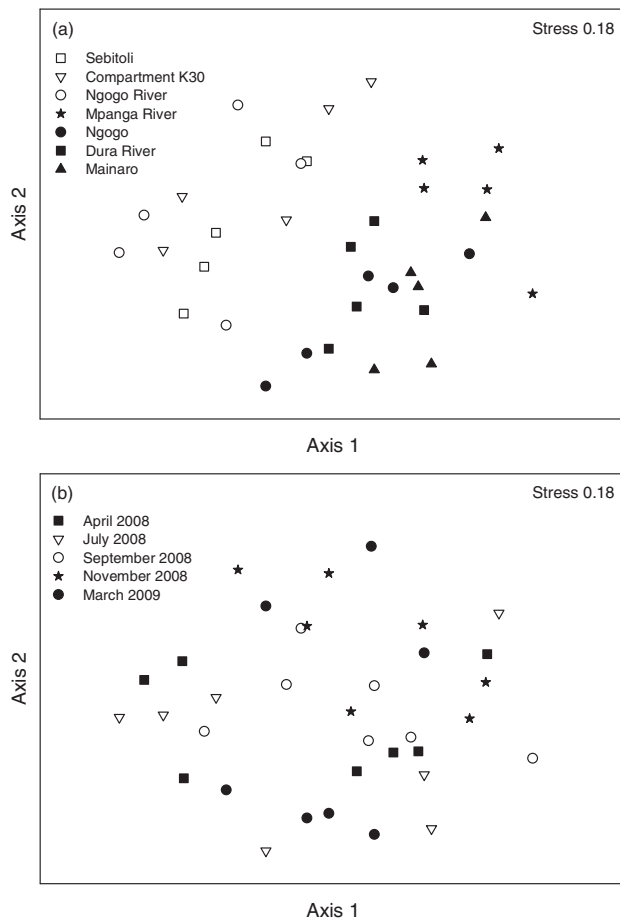 (a)
Stress 0.18
Sebitoli
Compartment K30
Ngogo River
Mpanga River
Ngogo
Dura River
Mainaro
Axis 2
Axis 1
(b)
Stress 0.18
April 2008
July 2008
September 2008
November 2008
March 2009
Axis 2
Axis 1